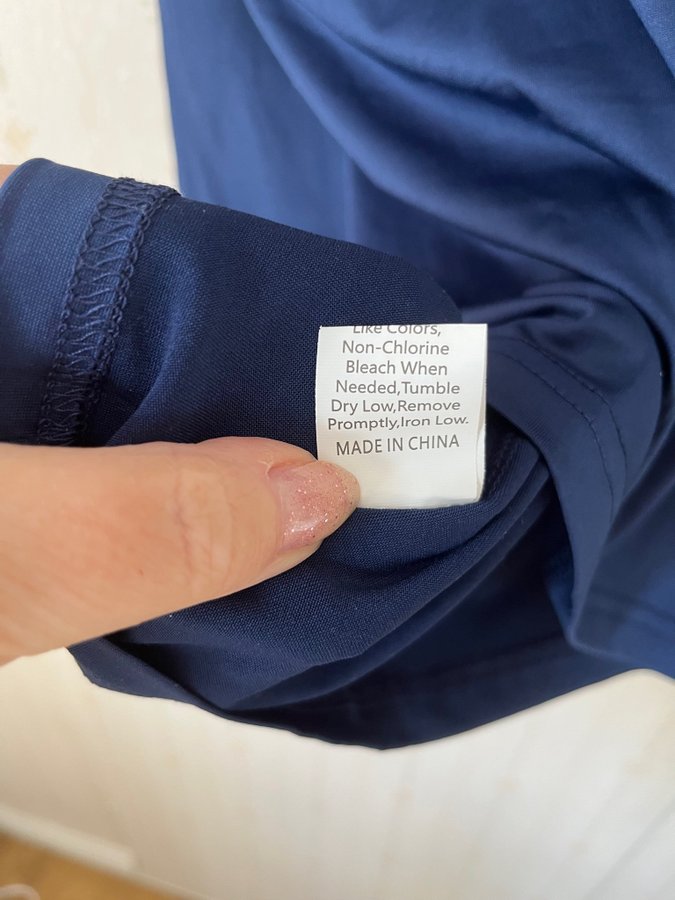 Like Colors,
Non-Chlorine
Bleach When
Needed,Tumble
Dry Low,Remove
Promptly,Iron Low.
MADE IN CHINA